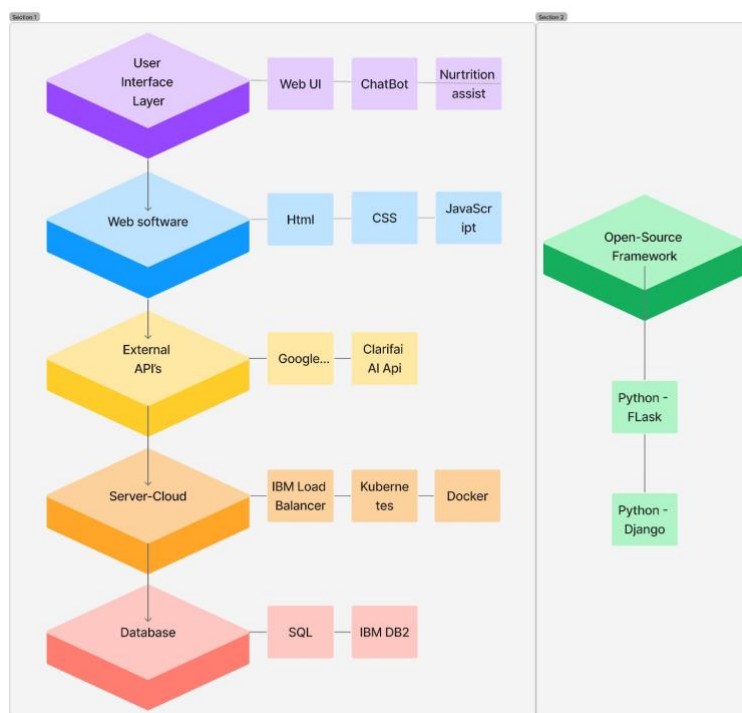 Section 1
Section 2
User
Interface
Layer
Web UI
ChatBot
Nurtrition
assist
Web software
Html
CSS
JavaScr
ipt
Open-Source
Framework
External
API's
Google...
Clarifai
AI Api
Python -
FLask
Server-Cloud
IBM Load
Balancer
Kuberne
tes
Docker
Python -
Django
Database
SQL
IBM DB2